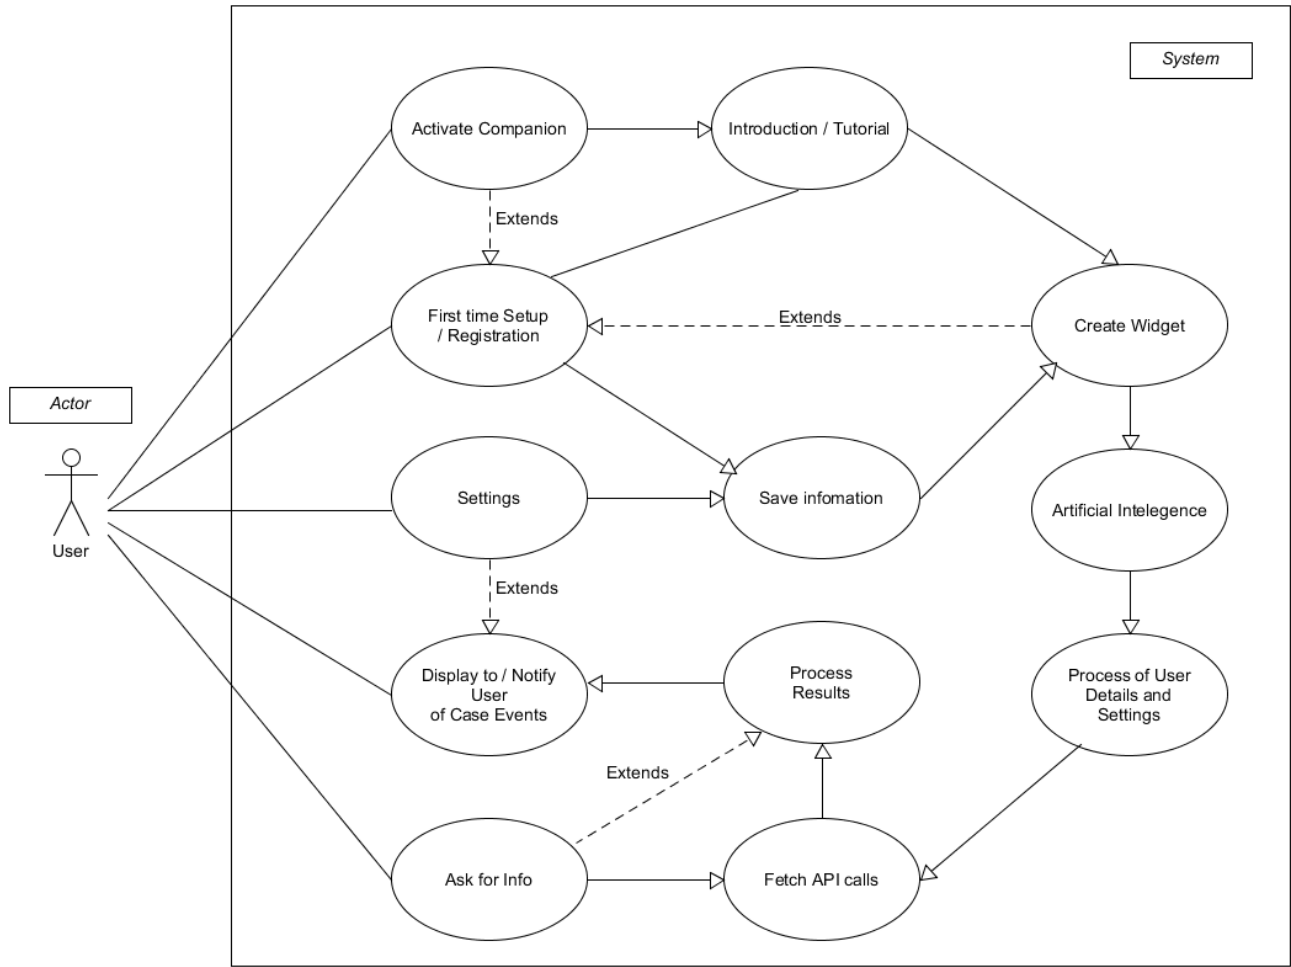 System
Activate Companion
Introduction / Tutorial
Extends
First time Setup
/ Registration
Extends
Create Widget
Actor
User
Settings
Save infomation
Artificial Intelegence
Extends
Display to / Notify
User
of Case Events
Process
Results
Process of User
Details and
Settings
Extends
Ask for Info
Fetch API calls